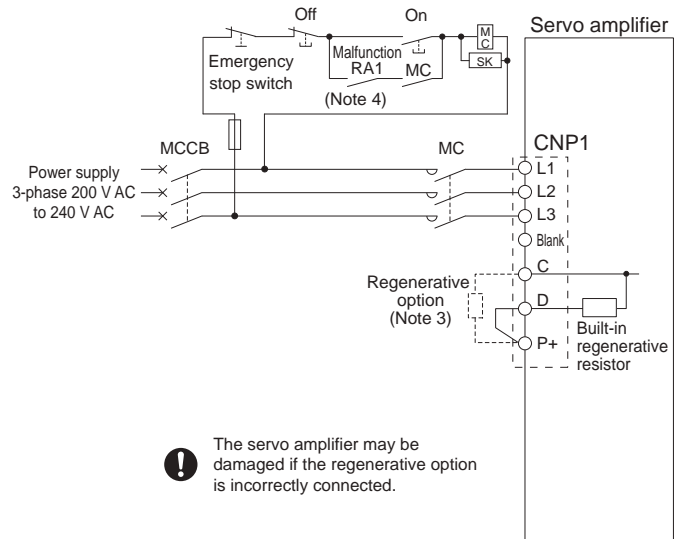 Off
On
Servo amplifier
M
C
SK
Malfunction
RA1
MC
(Note 4)
Emergency
stop switch
MCCB
MC
CNP1
Power supply
3-phase 200 V AC
to 240 V AC
L1
L2
L3
Blank
C
Regenerative
option
(Note 3)
D
P+
Built-in
regenerative
resistor
The servo amplifier may be
damaged if the regenerative option
is incorrectly connected.